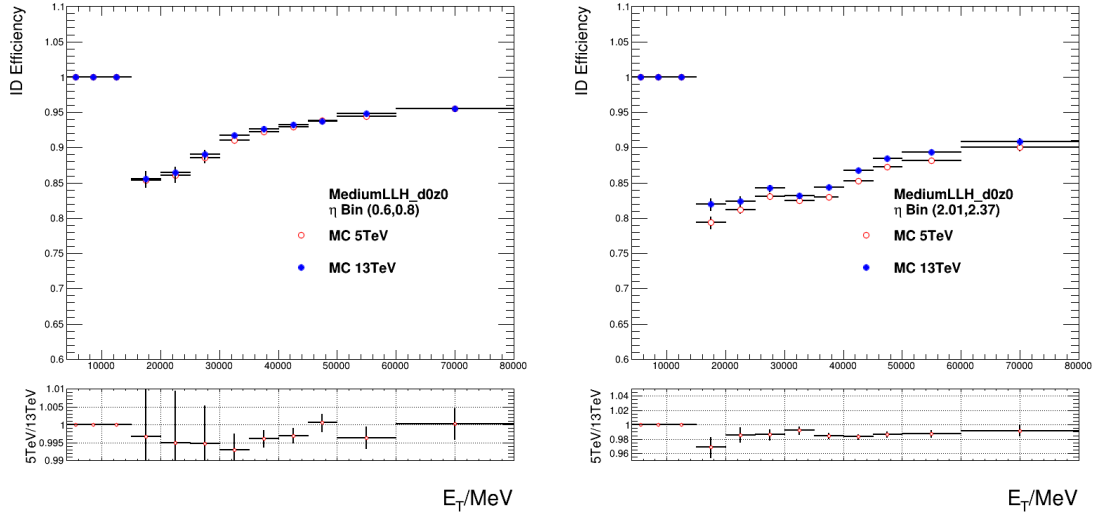 ID Efficiency
1.1
1.05
1
0.95
0.9
0.85
0.8
0.75
0.7
0.65
0.6
MediumLLH_d0z0
η Bin (0.6,0.8)
MC 5TeV
MC 13TeV
10000 20000 30000 40000 50000 60000 70000 80000
5TeV/13TeV
1.01
1.005
1
0.995
0.99
E_T/MeV
ID Efficiency
1.1
1.05
1
0.95
0.9
0.85
0.8
0.75
0.7
0.65
0.6
MediumLLH_d0z0
η Bin (2.01,2.37)
MC 5TeV
MC 13TeV
10000 20000 30000 40000 50000 60000 70000 80000
5TeV/13TeV
1.04
1.02
1
0.98
0.96
E_T/MeV